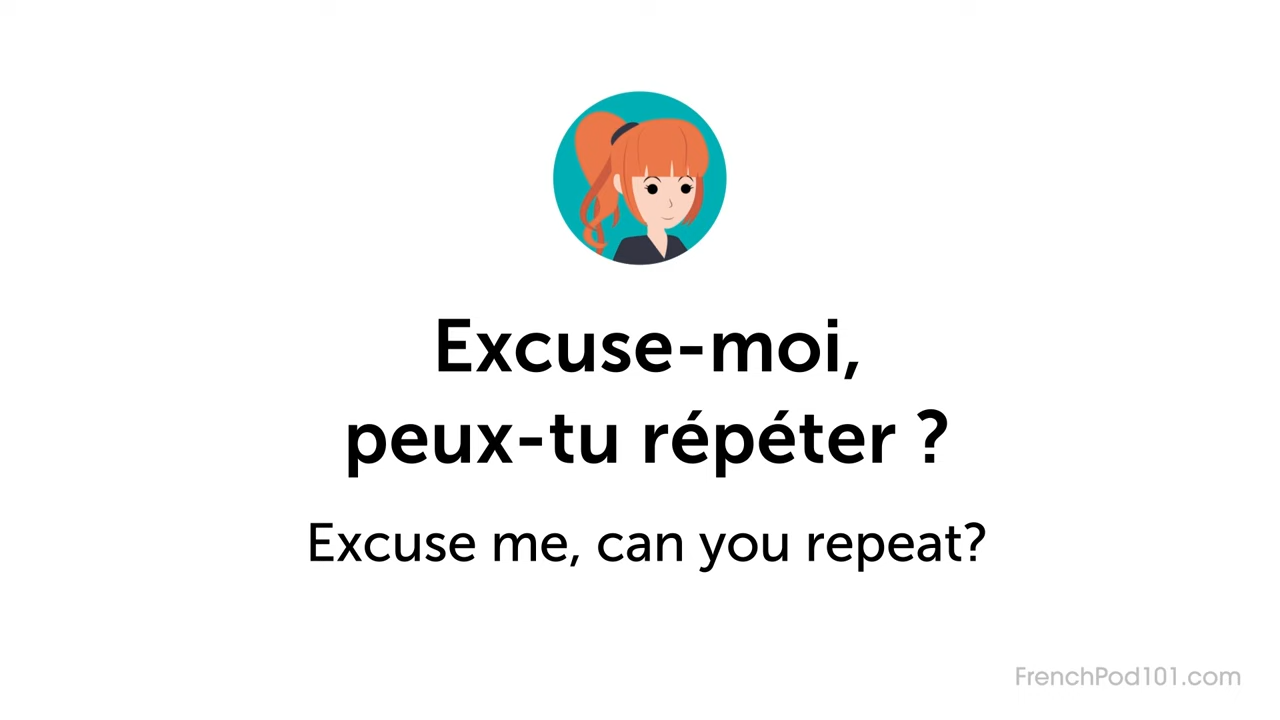 Excuse-moi,
peux-tu répéter ?
Excuse me, can you repeat?
FrenchPod101.com